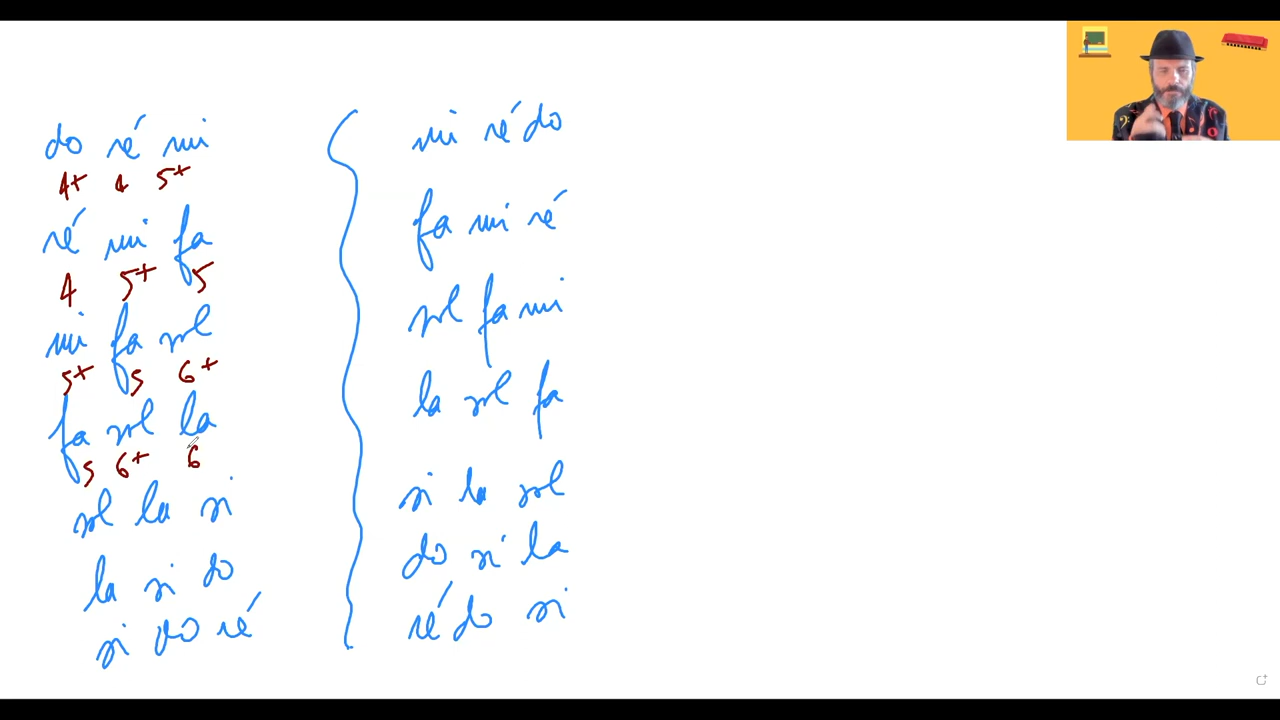 do ré mi
4+ 4 5+
ré mi fa
4 5+ 5
mi fa sol
5+ 5 6+
fa sol la
5 6+ 6
sol la si
la si do
si do ré
mi ré do
fa mi ré
sol fa mi
la sol fa
si la sol
do si la
ré do si